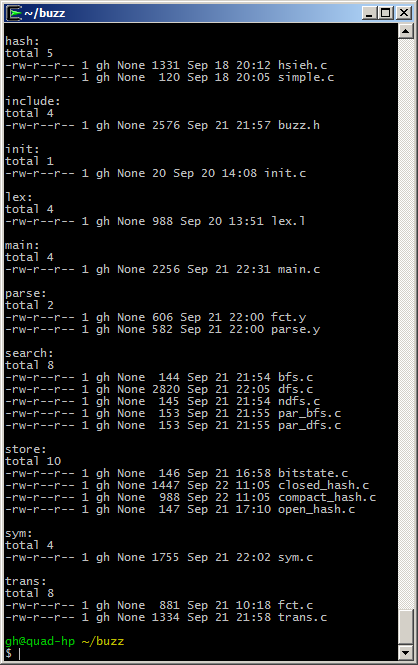 ~/buzz
hash:
total 5
-rw-r--r-- 1 gh None 1331 Sep 18 20:12 hsieh.c
-rw-r--r-- 1 gh None  120 Sep 18 20:05 simple.c
include:
total 4
-rw-r--r-- 1 gh None 2576 Sep 21 21:57 buzz.h
init:
total 1
-rw-r--r-- 1 gh None 20 Sep 20 14:08 init.c
lex:
total 4
-rw-r--r-- 1 gh None 988 Sep 20 13:51 lex.l
main:
total 4
-rw-r--r-- 1 gh None 2256 Sep 21 22:31 main.c
parse:
total 2
-rw-r--r-- 1 gh None 606 Sep 21 22:00 fct.y
-rw-r--r-- 1 gh None 582 Sep 21 22:00 parse.y
search:
total 8
-rw-r--r-- 1 gh None  144 Sep 21 21:54 bfs.c
-rw-r--r-- 1 gh None 2820 Sep 21 22:05 dfs.c
-rw-r--r-- 1 gh None  145 Sep 21 21:54 ndfs.c
-rw-r--r-- 1 gh None  153 Sep 21 21:55 par_bfs.c
-rw-r--r-- 1 gh None  153 Sep 21 21:55 par_dfs.c
store:
total 10
-rw-r--r-- 1 gh None  146 Sep 21 16:58 bitstate.c
-rw-r--r-- 1 gh None 1447 Sep 22 11:05 closed_hash.c
-rw-r--r-- 1 gh None  988 Sep 22 11:05 compact_hash.c
-rw-r--r-- 1 gh None  147 Sep 21 17:10 open_hash.c
sym:
total 4
-rw-r--r-- 1 gh None 1755 Sep 21 22:02 sym.c
trans:
total 8
-rw-r--r-- 1 gh None  881 Sep 21 10:18 fct.c
-rw-r--r-- 1 gh None 1334 Sep 21 21:58 trans.c
gh@quad-hp ~/buzz
$